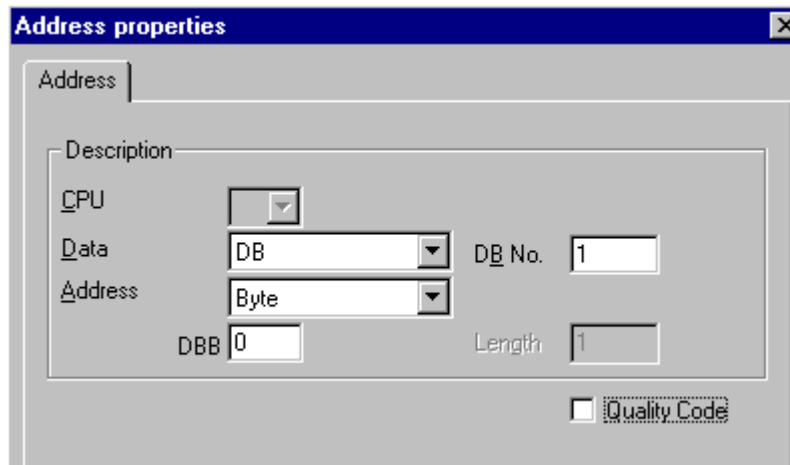 Address properties
Address
Description
CPU
Data DB DB No. 1
Address Byte
DBB 0 Length 1
Quality Code